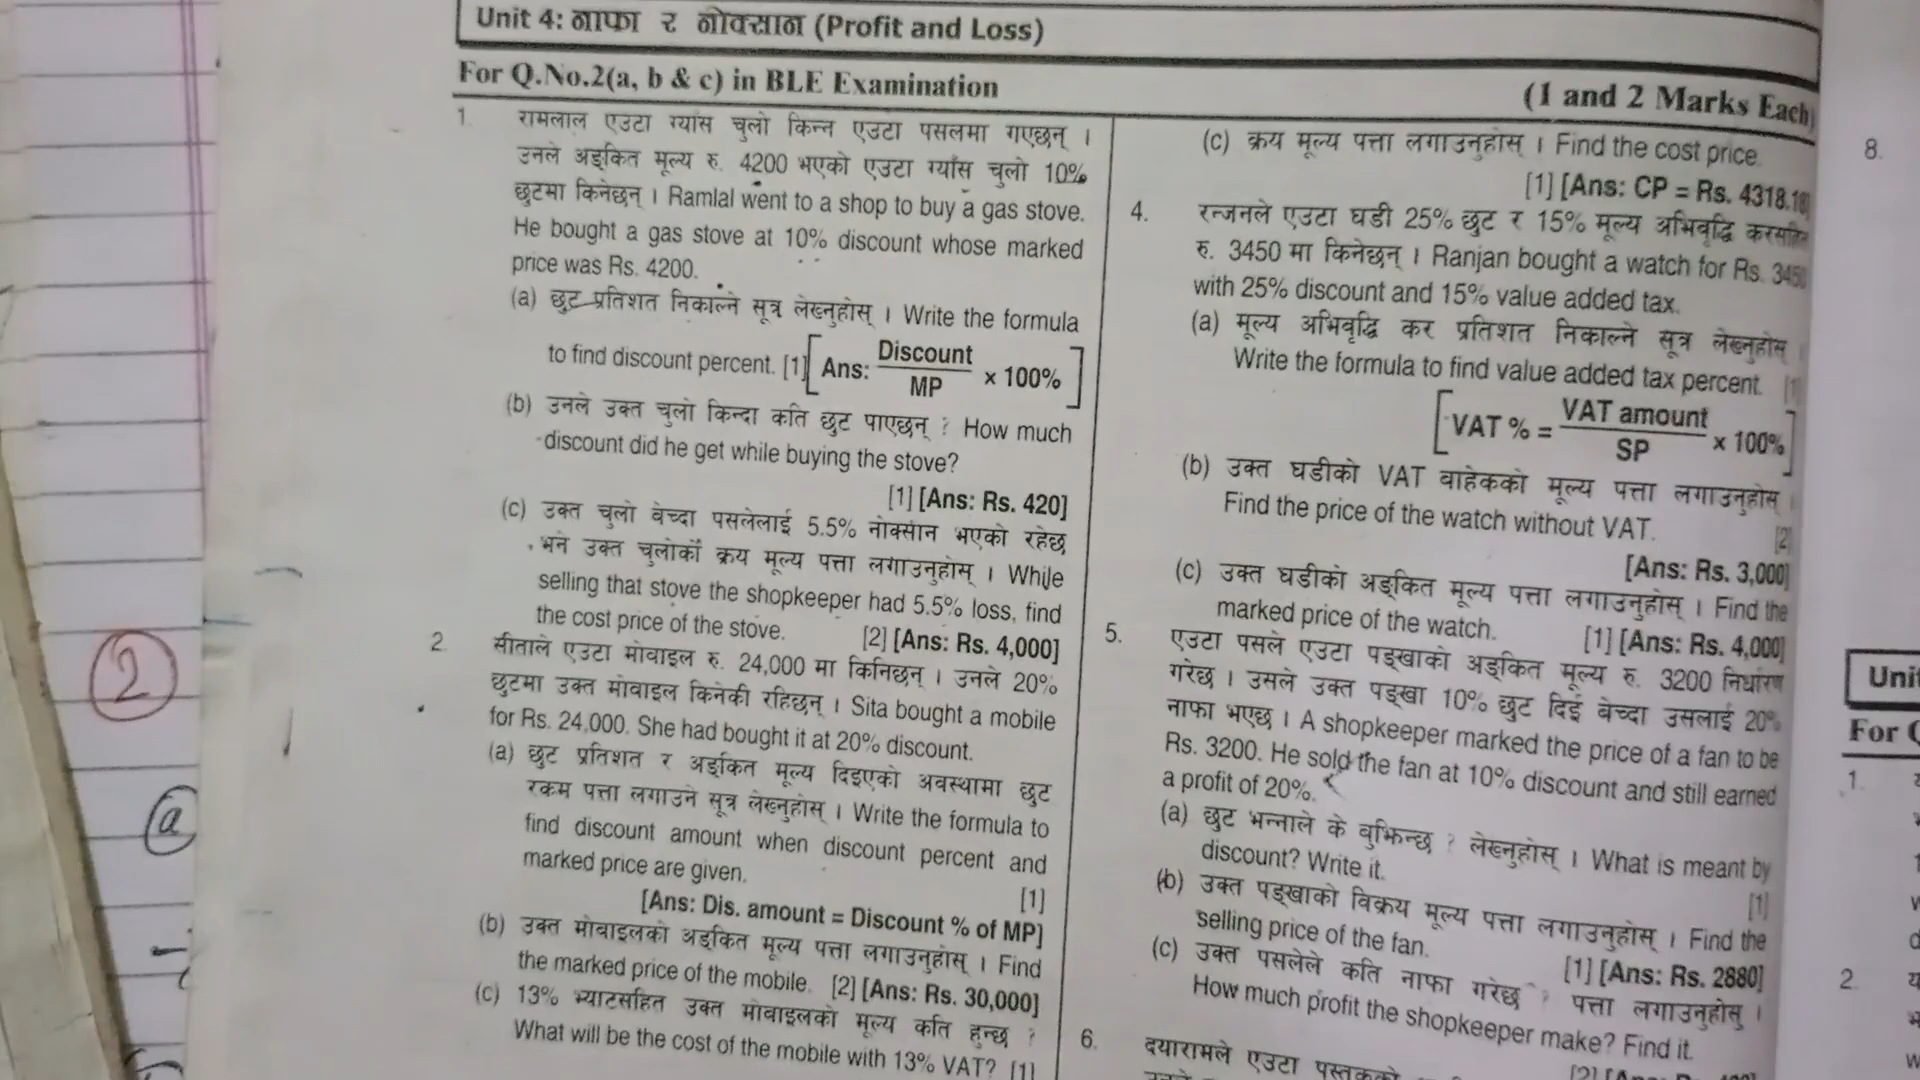 Unit 4: नाफा र नोक्सान (Profit and Loss)
For Q.No.2(a, b & c) in BLE Examination
(1 and 2 Marks Each)
1. रामलाल एउटा ग्याँस चुलो किन्न एउटा पसलमा गएछन् ।
उनले अङ्कित मूल्य रु. 4200 भएको एउटा ग्याँस चुलो 10%
छुटमा किनेछन् । Ramlal went to a shop to buy a gas stove.
He bought a gas stove at 10% discount whose marked
price was Rs. 4200.
(a) छुट प्रतिशत निकाल्ने सूत्र लेख्नुहोस् । Write the formula
to find discount percent. [1] [Ans: Discount / MP × 100%]
(b) उनले उक्त चुलो किन्दा कति छुट पाएछन् ? How much
discount did he get while buying the stove?
[1] [Ans: Rs. 420]
(c) उक्त चुलो बेच्दा पसलेलाई 5.5% नोक्सान भएको रहेछ
भने उक्त चुलोको क्रय मूल्य पत्ता लगाउनुहोस् । While
selling that stove the shopkeeper had 5.5% loss, find
the cost price of the stove. [2] [Ans: Rs. 4,000]
2. सीताले एउटा मोबाइल रु. 24,000 मा किनिछन् । उनले 20%
छुटमा उक्त मोबाइल किनेकी रहिछन् । Sita bought a mobile
for Rs. 24,000. She had bought it at 20% discount.
(a) छुट प्रतिशत र अङ्कित मूल्य दिइएको अवस्थामा छुट
रकम पत्ता लगाउने सूत्र लेख्नुहोस् । Write the formula to
find discount amount when discount percent and
marked price are given. [1]
[Ans: Dis. amount = Discount % of MP]
(b) उक्त मोबाइलको अङ्कित मूल्य पत्ता लगाउनुहोस् । Find
the marked price of the mobile. [2] [Ans: Rs. 30,000]
(c) 13% भ्याटसहित उक्त मोबाइलको मूल्य कति हुन्छ ?
What will be the cost of the mobile with 13% VAT? [1]
(c) क्रय मूल्य पत्ता लगाउनुहोस् । Find the cost price.
[1] [Ans: CP = Rs. 4318.18]
4. रन्जनले एउटा घडी 25% छुट र 15% मूल्य अभिवृद्धि करसहित
रु. 3450 मा किनेछन् । Ranjan bought a watch for Rs. 3450
with 25% discount and 15% value added tax.
(a) मूल्य अभिवृद्धि कर प्रतिशत निकाल्ने सूत्र लेख्नुहोस्
Write the formula to find value added tax percent. [1]
[VAT % = VAT amount / SP × 100%]
(b) उक्त घडीको VAT बाहेकको मूल्य पत्ता लगाउनुहोस् ।
Find the price of the watch without VAT. [2]
[Ans: Rs. 3,000]
(c) उक्त घडीको अङ्कित मूल्य पत्ता लगाउनुहोस् । Find the
marked price of the watch. [1] [Ans: Rs. 4,000]
5. एउटा पसले एउटा पङ्खाको अङ्कित मूल्य रु. 3200 निर्धारण
गरेछ । उसले उक्त पङ्खा 10% छुट दिई बेच्दा उसलाई 20%
नाफा भएछ । A shopkeeper marked the price of a fan to be
Rs. 3200. He sold the fan at 10% discount and still earned
a profit of 20%.
(a) छुट भन्नाले के बुझिन्छ ? लेख्नुहोस् । What is meant by
discount? Write it. [1]
(b) उक्त पङ्खाको विक्रय मूल्य पत्ता लगाउनुहोस् । Find the
selling price of the fan. [1] [Ans: Rs. 2880]
(c) उक्त पसलेले कति नाफा गरेछ ? पत्ता लगाउनुहोस् ।
How much profit the shopkeeper make? Find it.
6. दयारामले एउटा पुस्तकको
8.
Unit
For Q
1.
2.
2
a